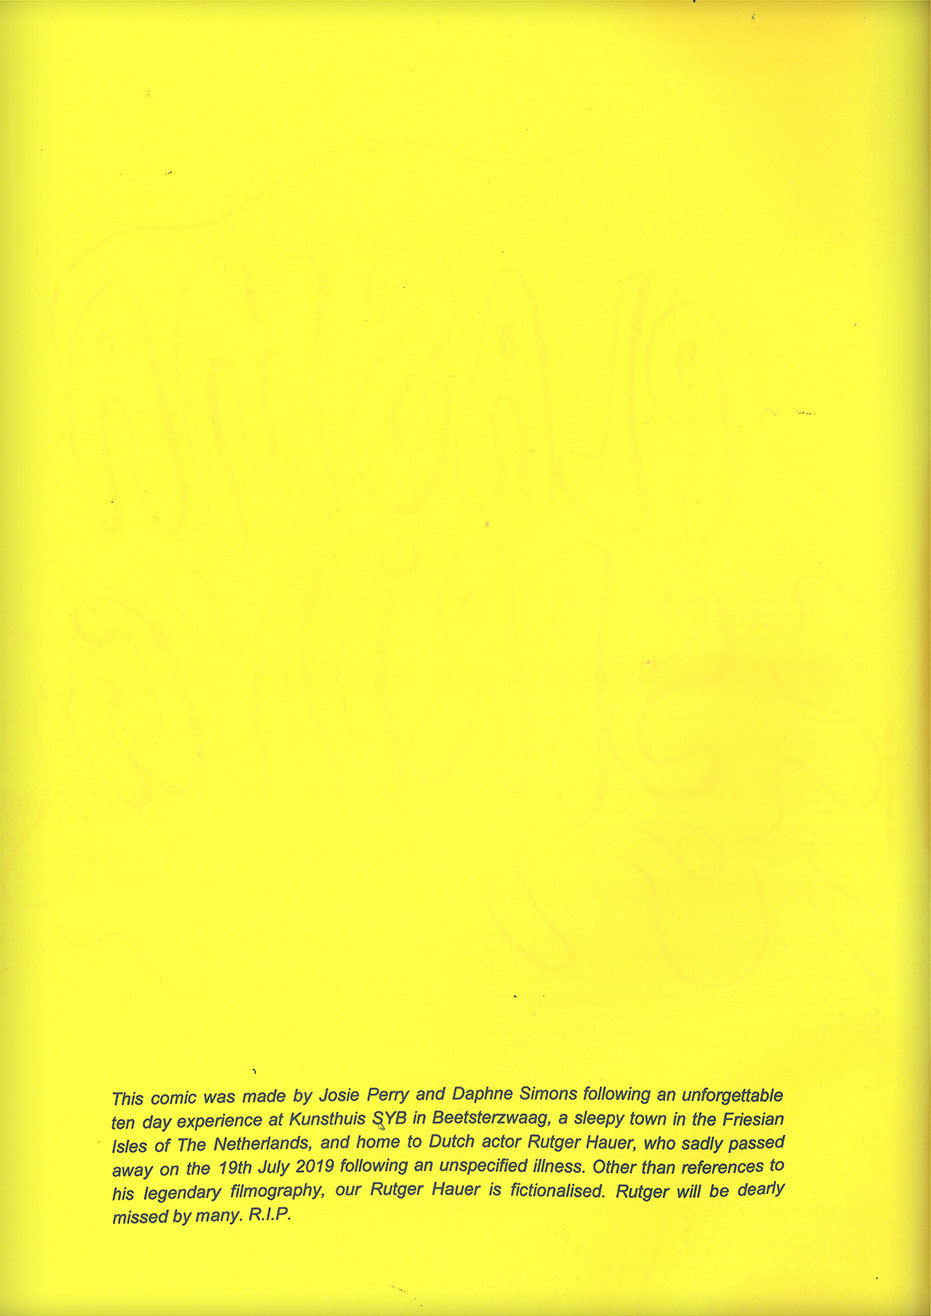 This comic was made by Josie Perry and Daphne Simons following an unforgettable
ten day experience at Kunsthuis SYB in Beetsterzwaag, a sleepy town in the Friesian
Isles of The Netherlands, and home to Dutch actor Rutger Hauer, who sadly passed
away on the 19th July 2019 following an unspecified illness. Other than references to
his legendary filmography, our Rutger Hauer is fictionalised. Rutger will be dearly
missed by many. R.I.P.